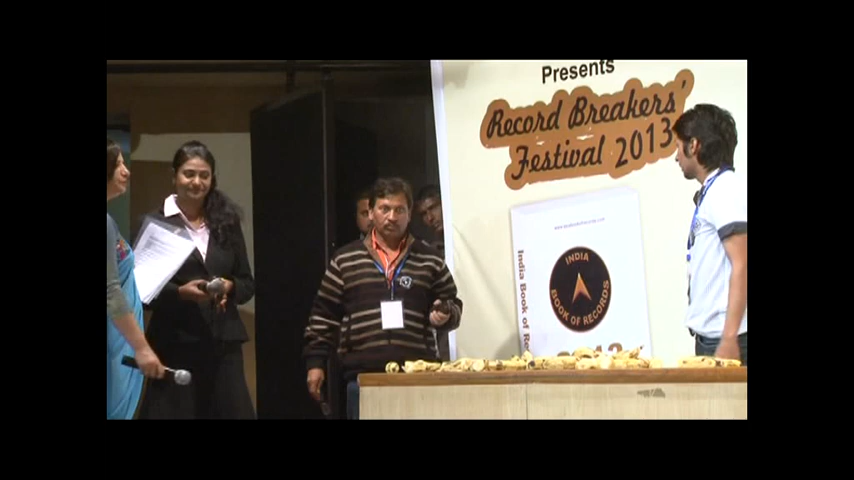 Presents
Record Breakers'
Festival 2013
INDIA
BOOK OF RECORDS
India Book of Re